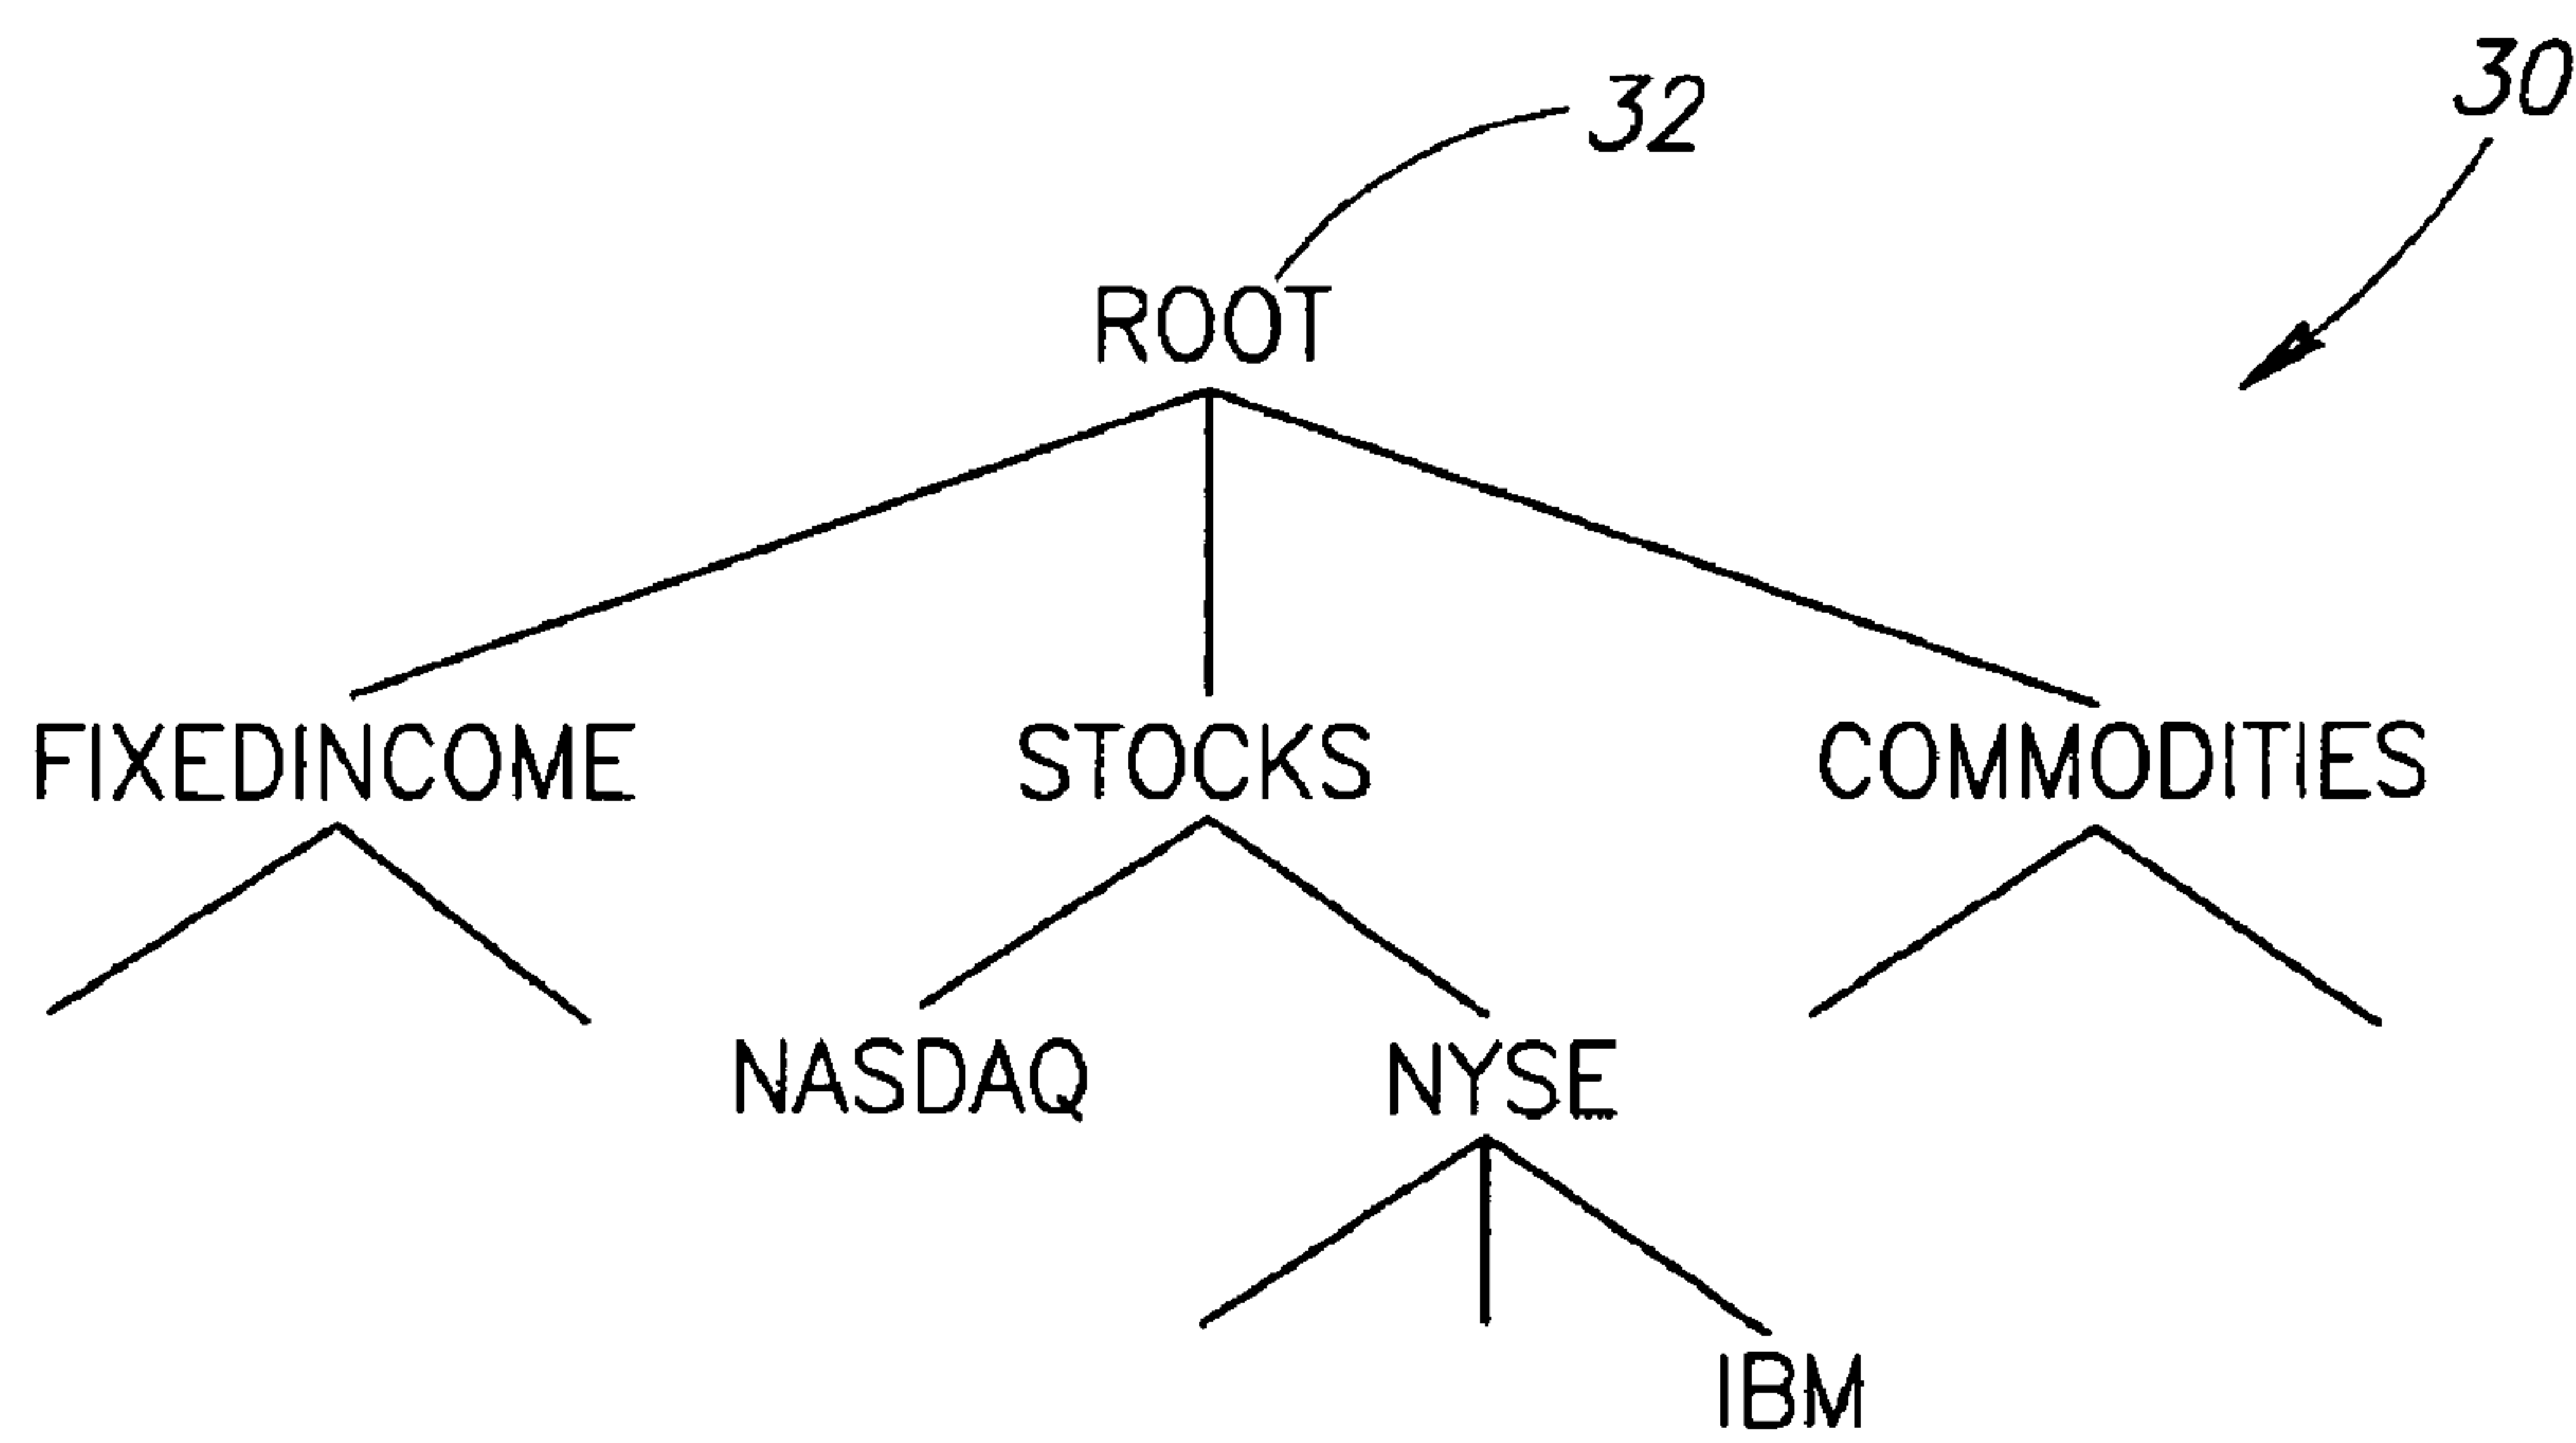 30
32
ROOT
FIXEDINCOME STOCKS COMMODITIES
NASDAQ NYSE
IBM